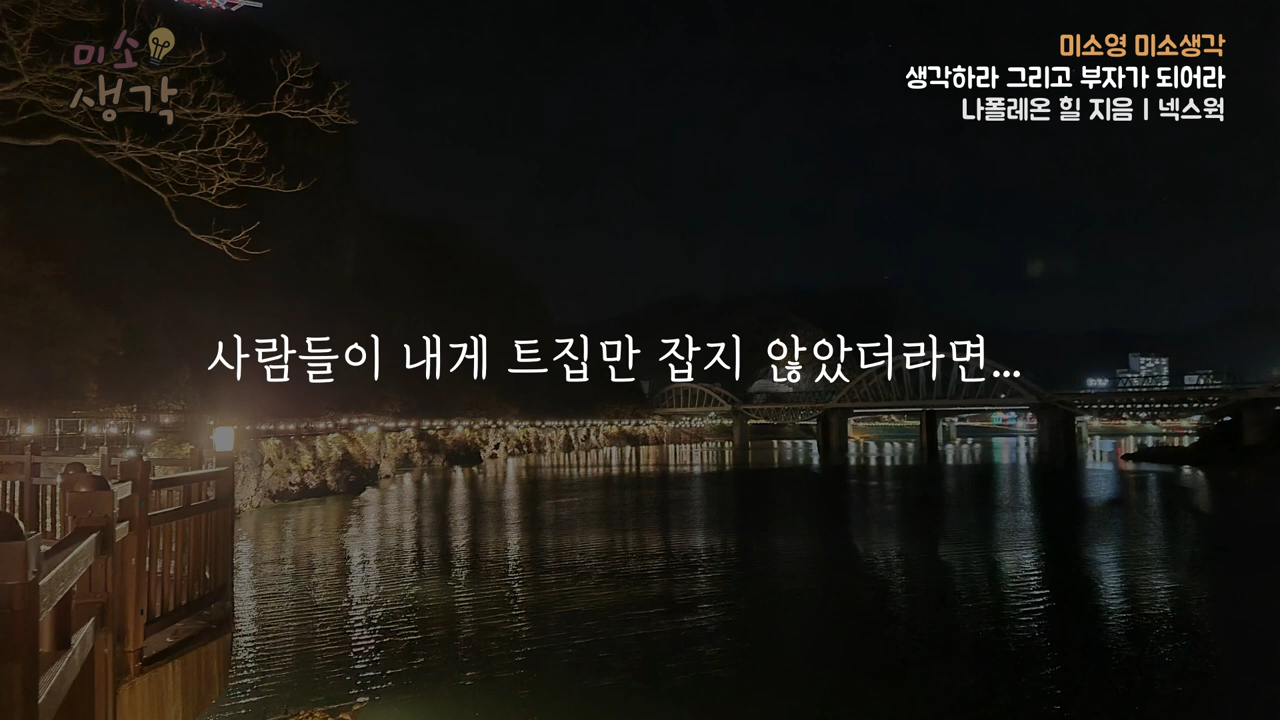 미소
생각
미소영 미소생각
생각하라 그리고 부자가 되어라
나폴레온 힐 지음 | 넥스웍
사람들이 내게 트집만 잡지 않았더라면...